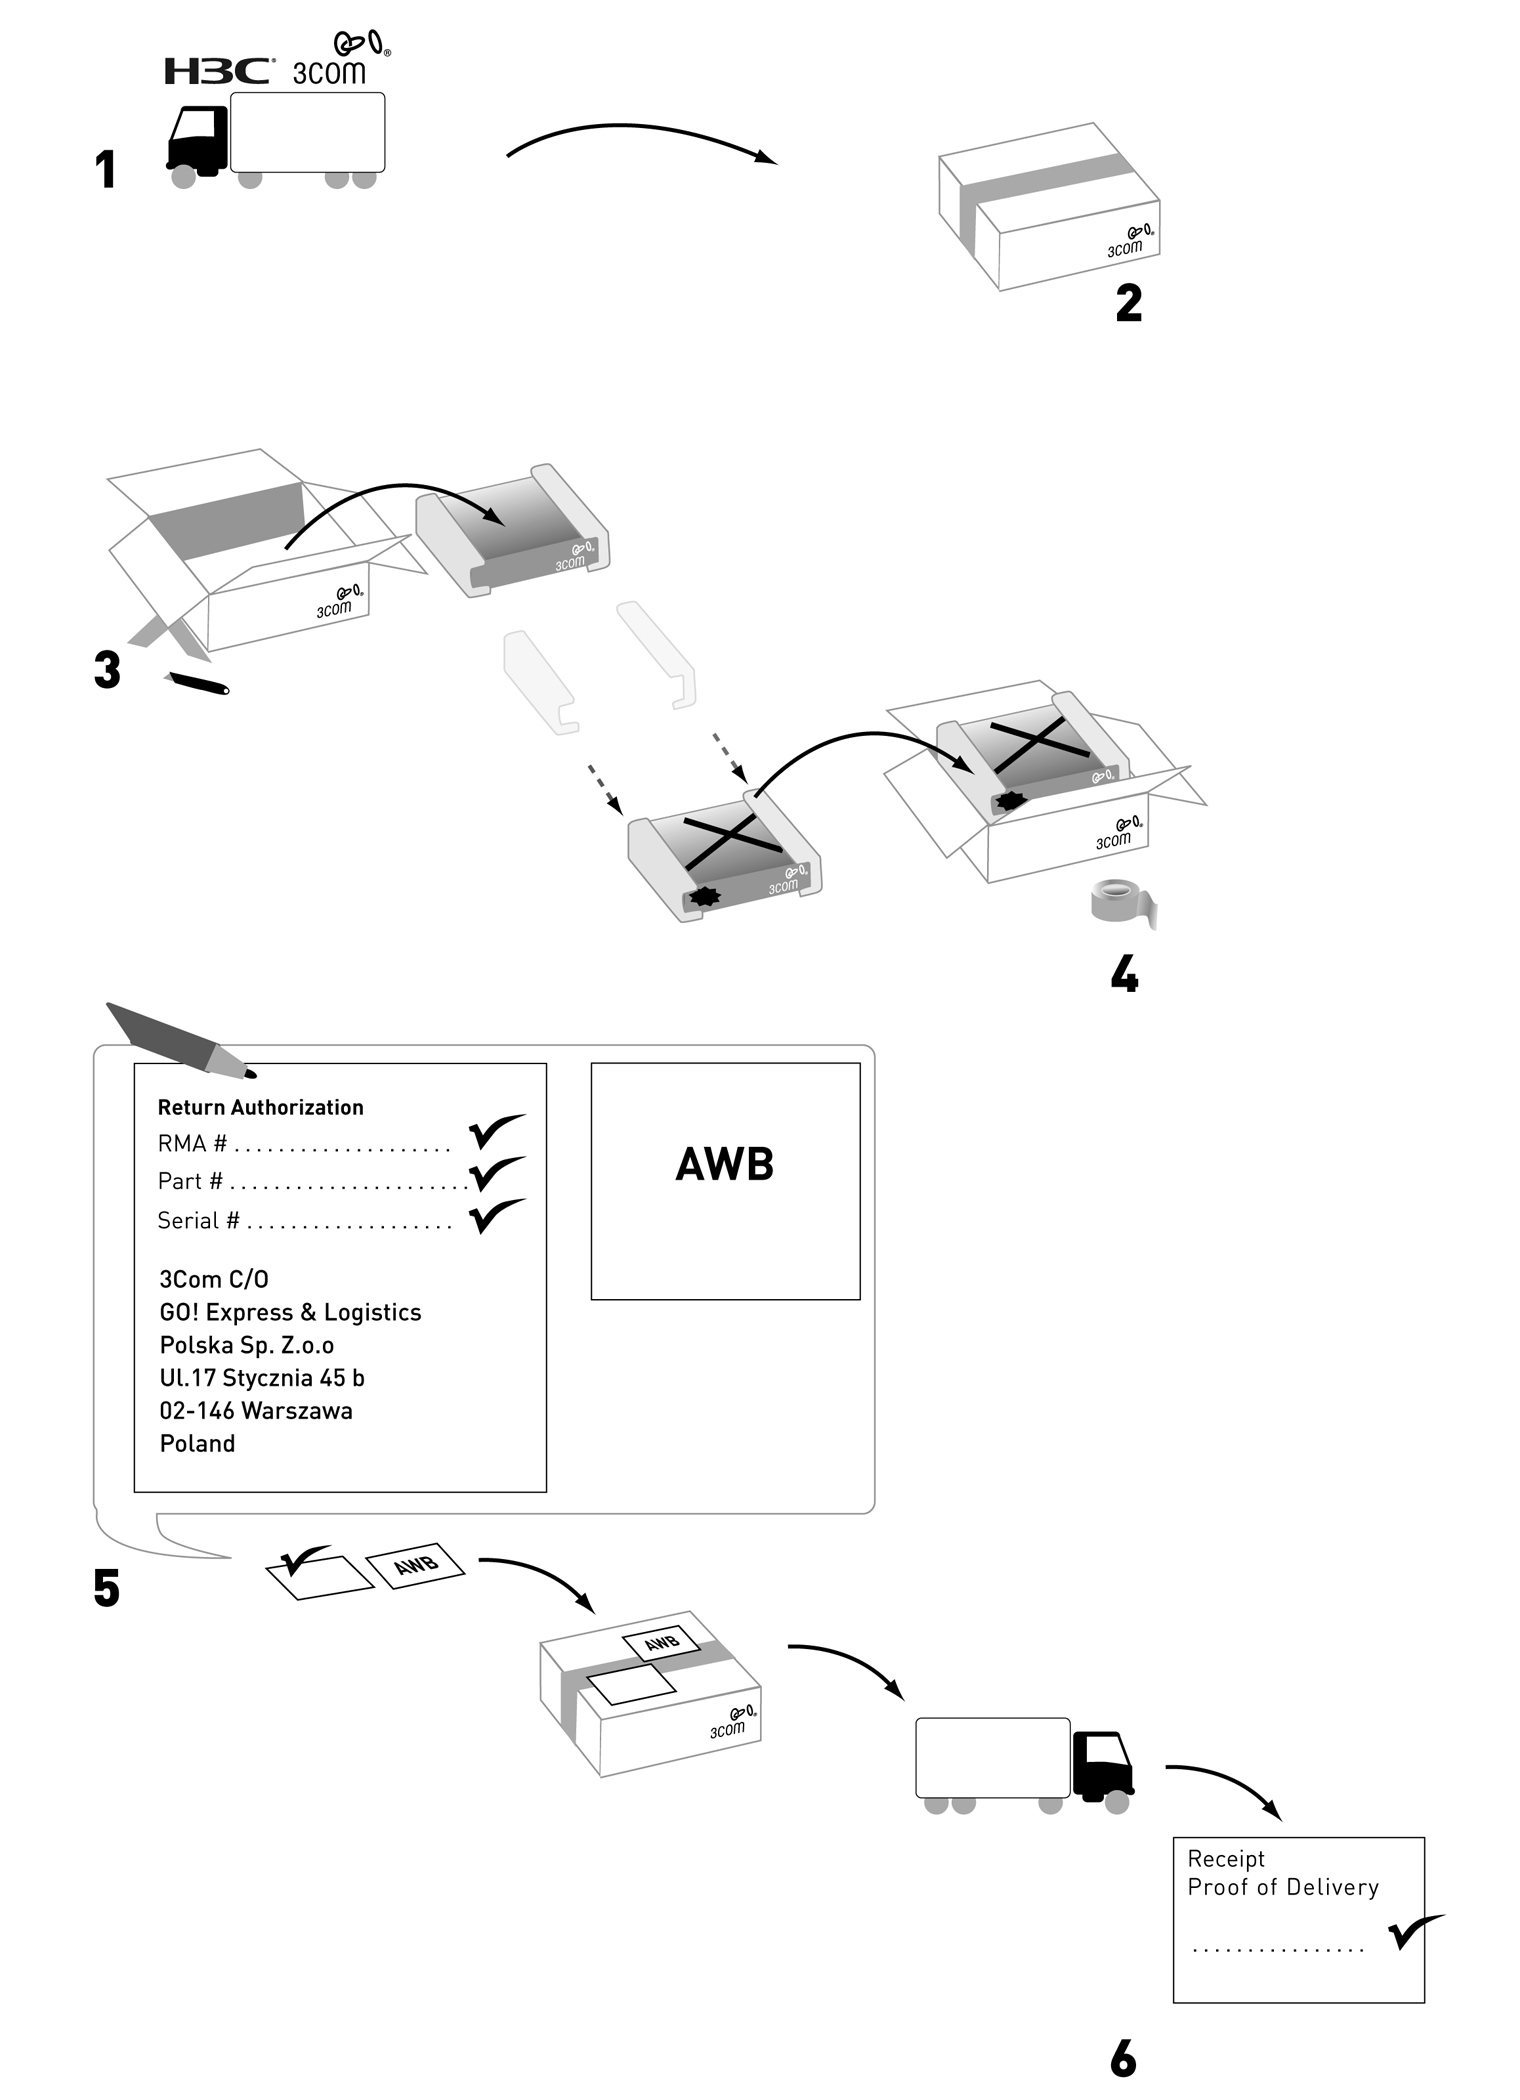 H3C® 3COM®
1
3COM
2
3COM
3COM
3
3COM
3COM
4
Return Authorization
RMA # ....................
Part # ......................
Serial # ...................
3Com C/O
GO! Express & Logistics
Polska Sp. Z.o.o
Ul.17 Stycznia 45 b
02-146 Warszawa
Poland
AWB
5
AWB
AWB
3COM
Receipt
Proof of Delivery
................
6